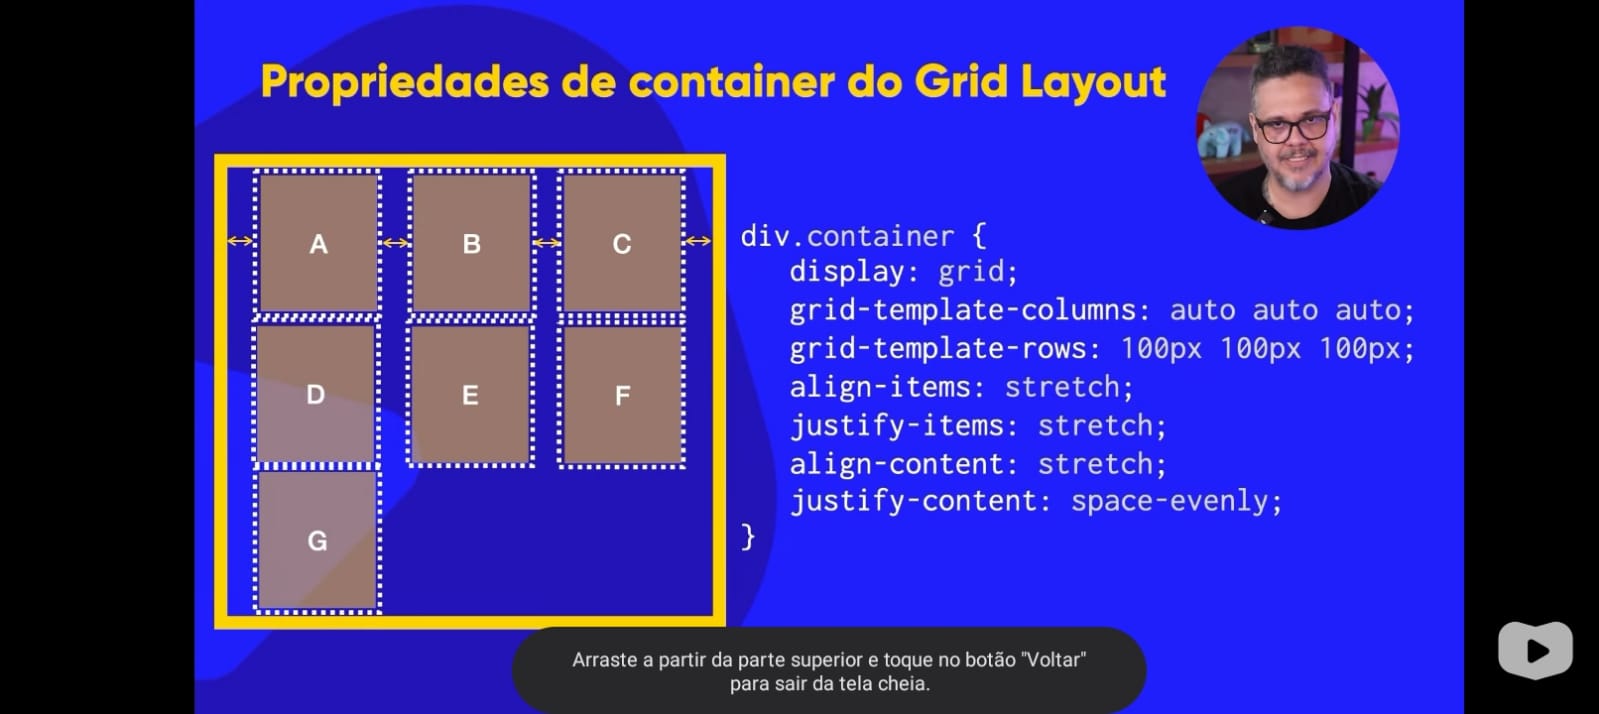 Propriedades de container do Grid Layout
A B C
D E F
G
div.container {
display: grid;
grid-template-columns: auto auto auto;
grid-template-rows: 100px 100px 100px;
align-items: stretch;
justify-items: stretch;
align-content: stretch;
justify-content: space-evenly;
}
Arraste a partir da parte superior e toque no botão "Voltar"
para sair da tela cheia.